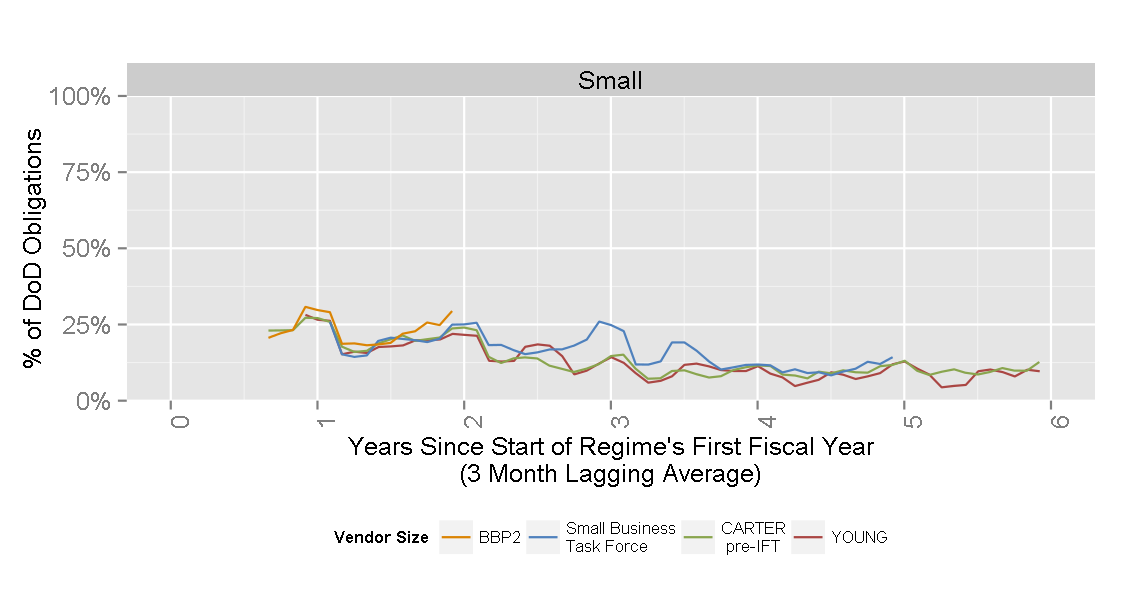 Small
100%
75%
50%
25%
0%
% of DoD Obligations
0 1 2 3 4 5 6
Years Since Start of Regime's First Fiscal Year
(3 Month Lagging Average)
Vendor Size BBP2 Small Business Task Force CARTER pre-IFT YOUNG